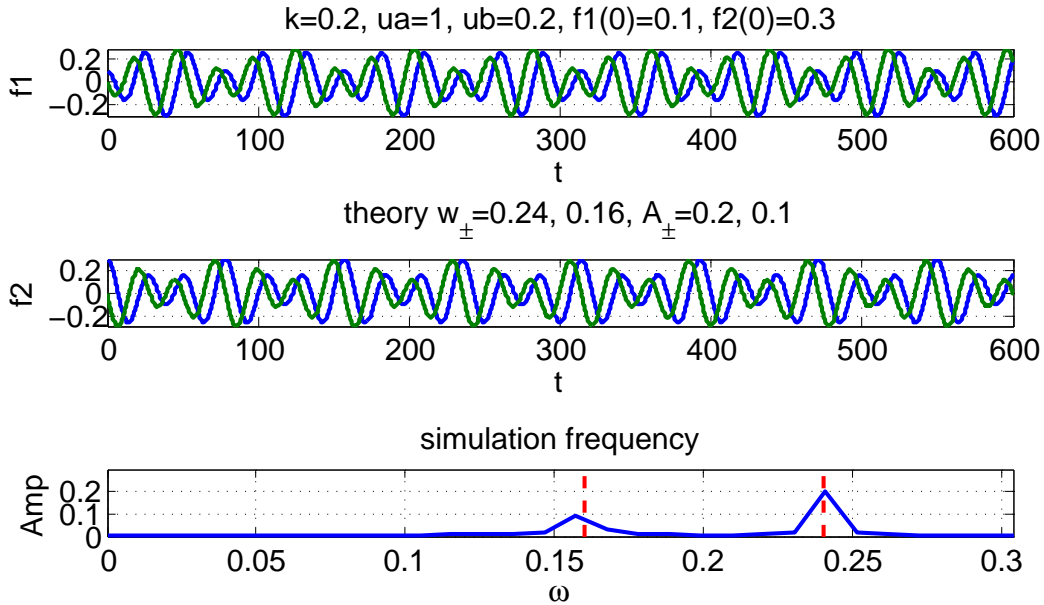 k=0.2, ua=1, ub=0.2, f1(0)=0.1, f2(0)=0.3
f1
0.2
0
−0.2
0 100 200 300 400 500 600
t
theory w±=0.24, 0.16, A±=0.2, 0.1
f2
0.2
0
−0.2
0 100 200 300 400 500 600
t
simulation frequency
Amp
0.2
0.1
0
0 0.05 0.1 0.15 0.2 0.25 0.3
ω